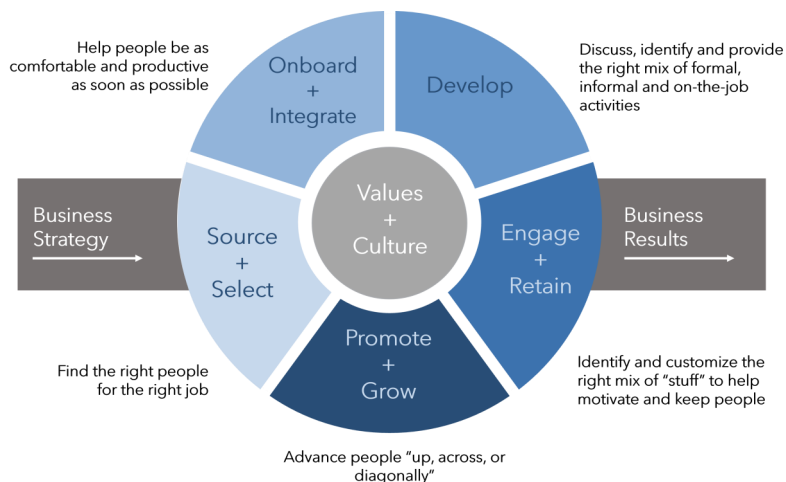 Help people be as
comfortable and productive
as soon as possible
Onboard
+
Integrate
Develop
Discuss, identify and provide
the right mix of formal,
informal and on-the-job
activities
Business
Strategy
Source
+
Select
Values
+
Culture
Engage
+
Retain
Business
Results
Find the right people
for the right job
Promote
+
Grow
Identify and customize the
right mix of “stuff” to help
motivate and keep people
Advance people “up, across, or
diagonally”